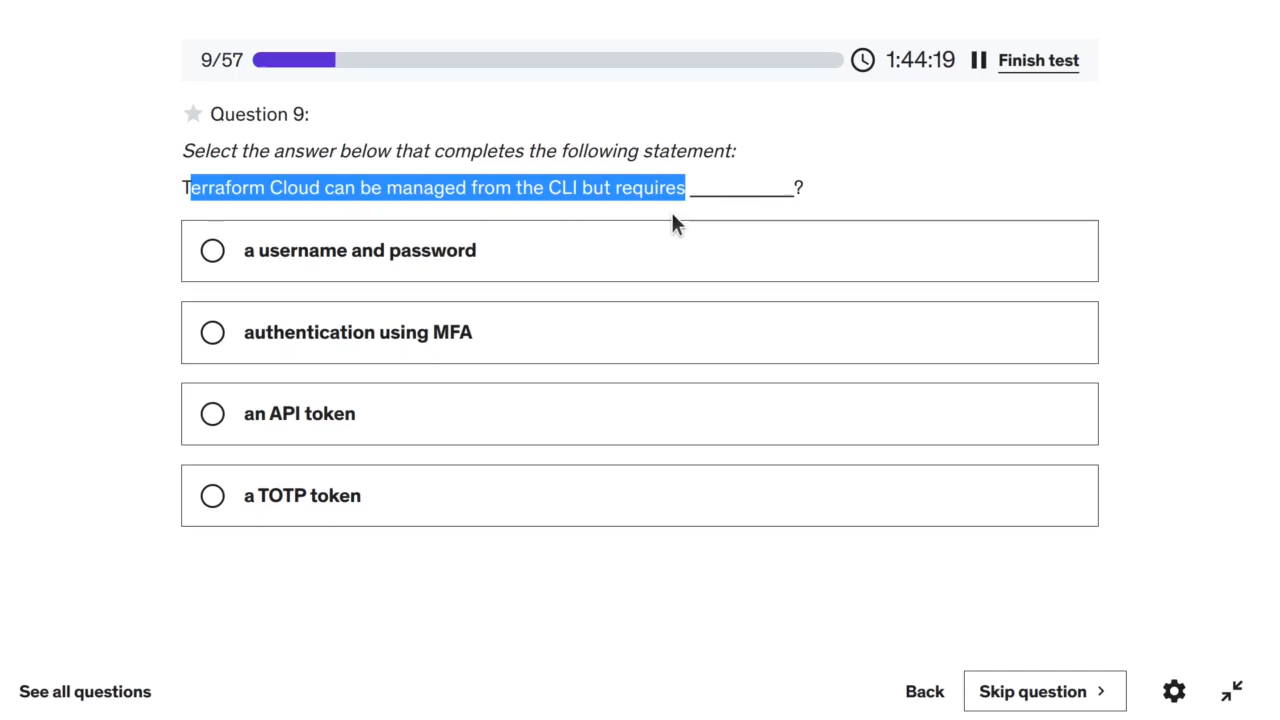 9/57
1:44:19
Finish test
Question 9:
Select the answer below that completes the following statement:
Terraform Cloud can be managed from the CLI but requires __________?
a username and password
authentication using MFA
an API token
a TOTP token
See all questions
Back
Skip question